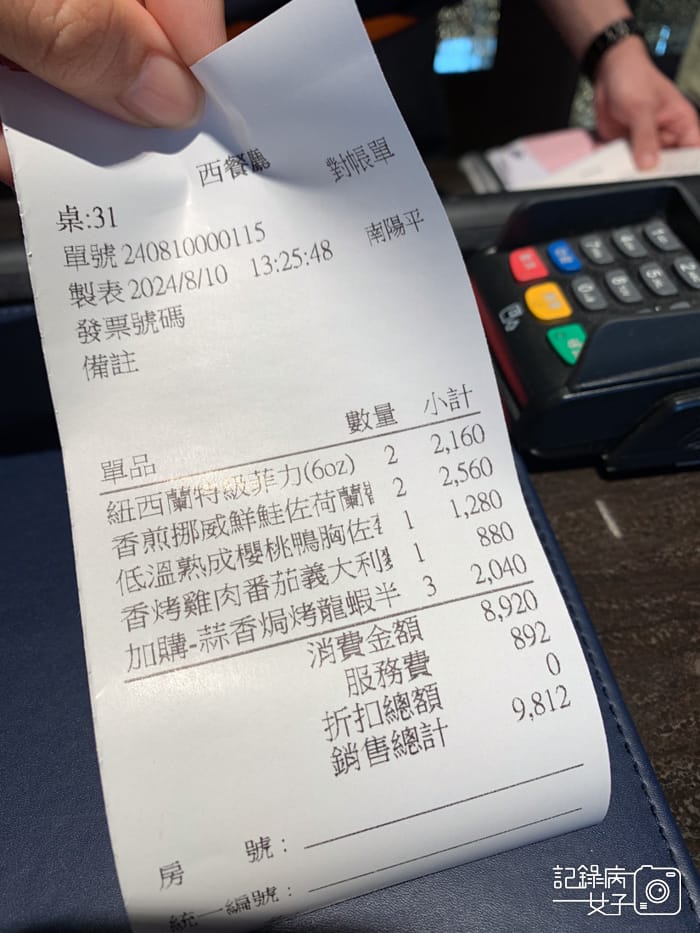 西餐廳 對帳單
桌:31
單號 240810000115
製表 2024/8/10 13:25:48 南陽平
發票號碼
備註
單品 數量 小計
紐西蘭特級菲力(6oz) 2 2,160
香煎挪威鮮鮭佐荷蘭 2 2,560
低溫熟成櫻桃鴨胸佐 1 1,280
香烤雞肉番茄義大利 1 880
加購-蒜香焗烤龍蝦半 3 2,040
消費金額 8,920
服務費 892
折扣總額 0
銷售總計 9,812
房 號：
統一編號：
記錄病女子